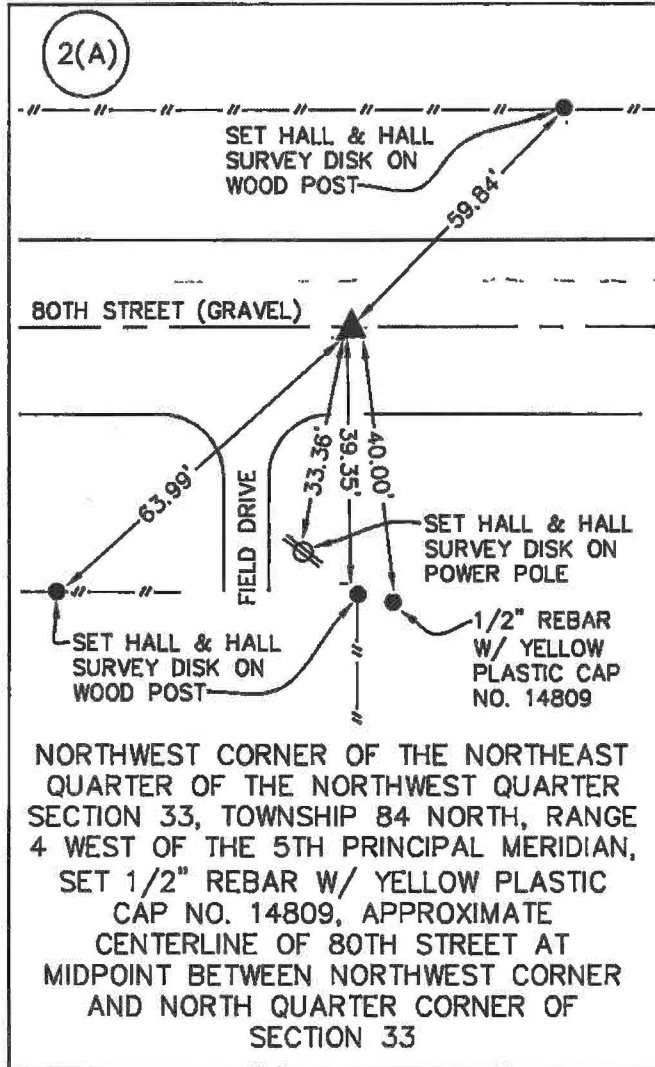 2(A)
SET HALL & HALL
SURVEY DISK ON
WOOD POST
59.84'
80TH STREET (GRAVEL)
63.99'
33.36'
39.35'
40.00'
FIELD DRIVE
SET HALL & HALL
SURVEY DISK ON
POWER POLE
SET HALL & HALL
SURVEY DISK ON
WOOD POST
1/2" REBAR
W/ YELLOW
PLASTIC CAP
NO. 14809
NORTHWEST CORNER OF THE NORTHEAST
QUARTER OF THE NORTHWEST QUARTER
SECTION 33, TOWNSHIP 84 NORTH, RANGE
4 WEST OF THE 5TH PRINCIPAL MERIDIAN,
SET 1/2" REBAR W/ YELLOW PLASTIC
CAP NO. 14809, APPROXIMATE
CENTERLINE OF 80TH STREET AT
MIDPOINT BETWEEN NORTHWEST CORNER
AND NORTH QUARTER CORNER OF
SECTION 33